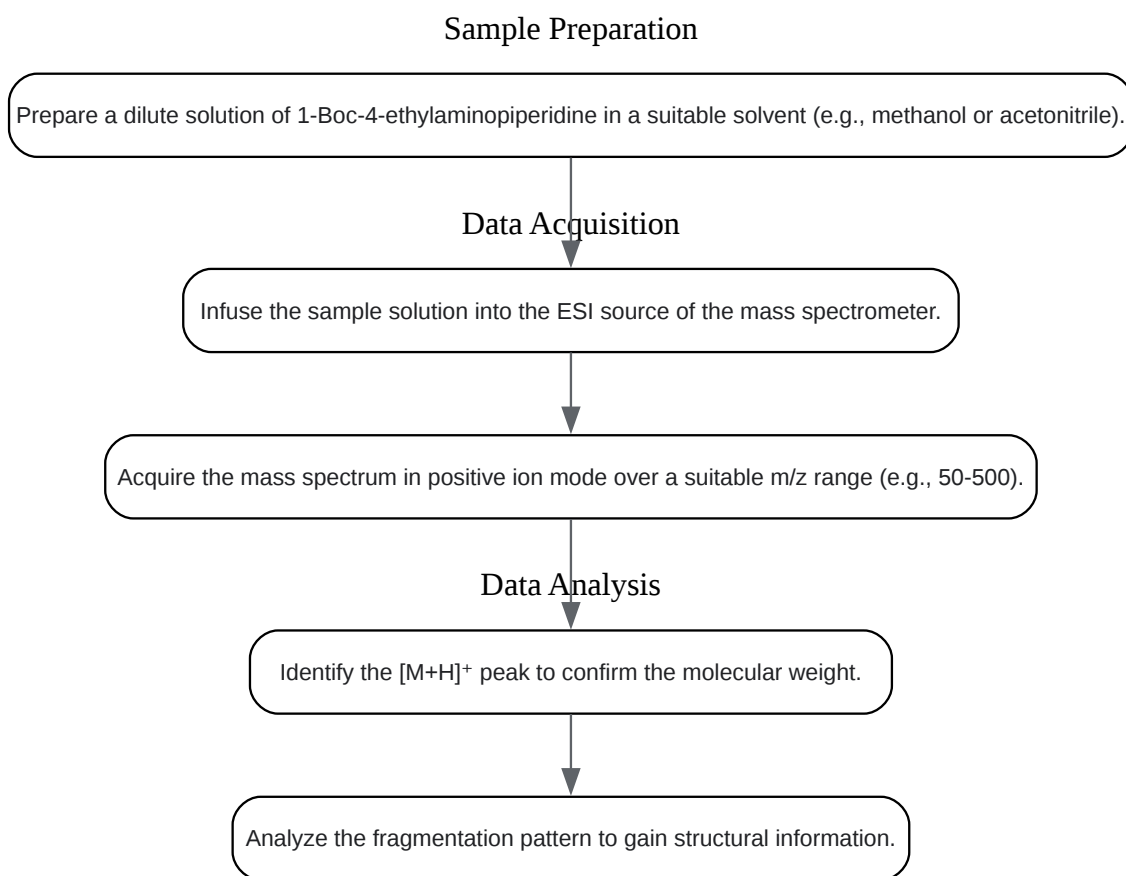 Sample Preparation
Prepare a dilute solution of 1-Boc-4-ethylaminopiperidine in a suitable solvent (e.g., methanol or acetonitrile).
Data Acquisition
Infuse the sample solution into the ESI source of the mass spectrometer.
Acquire the mass spectrum in positive ion mode over a suitable m/z range (e.g., 50-500).
Data Analysis
Identify the [M+H]⁺ peak to confirm the molecular weight.
Analyze the fragmentation pattern to gain structural information.